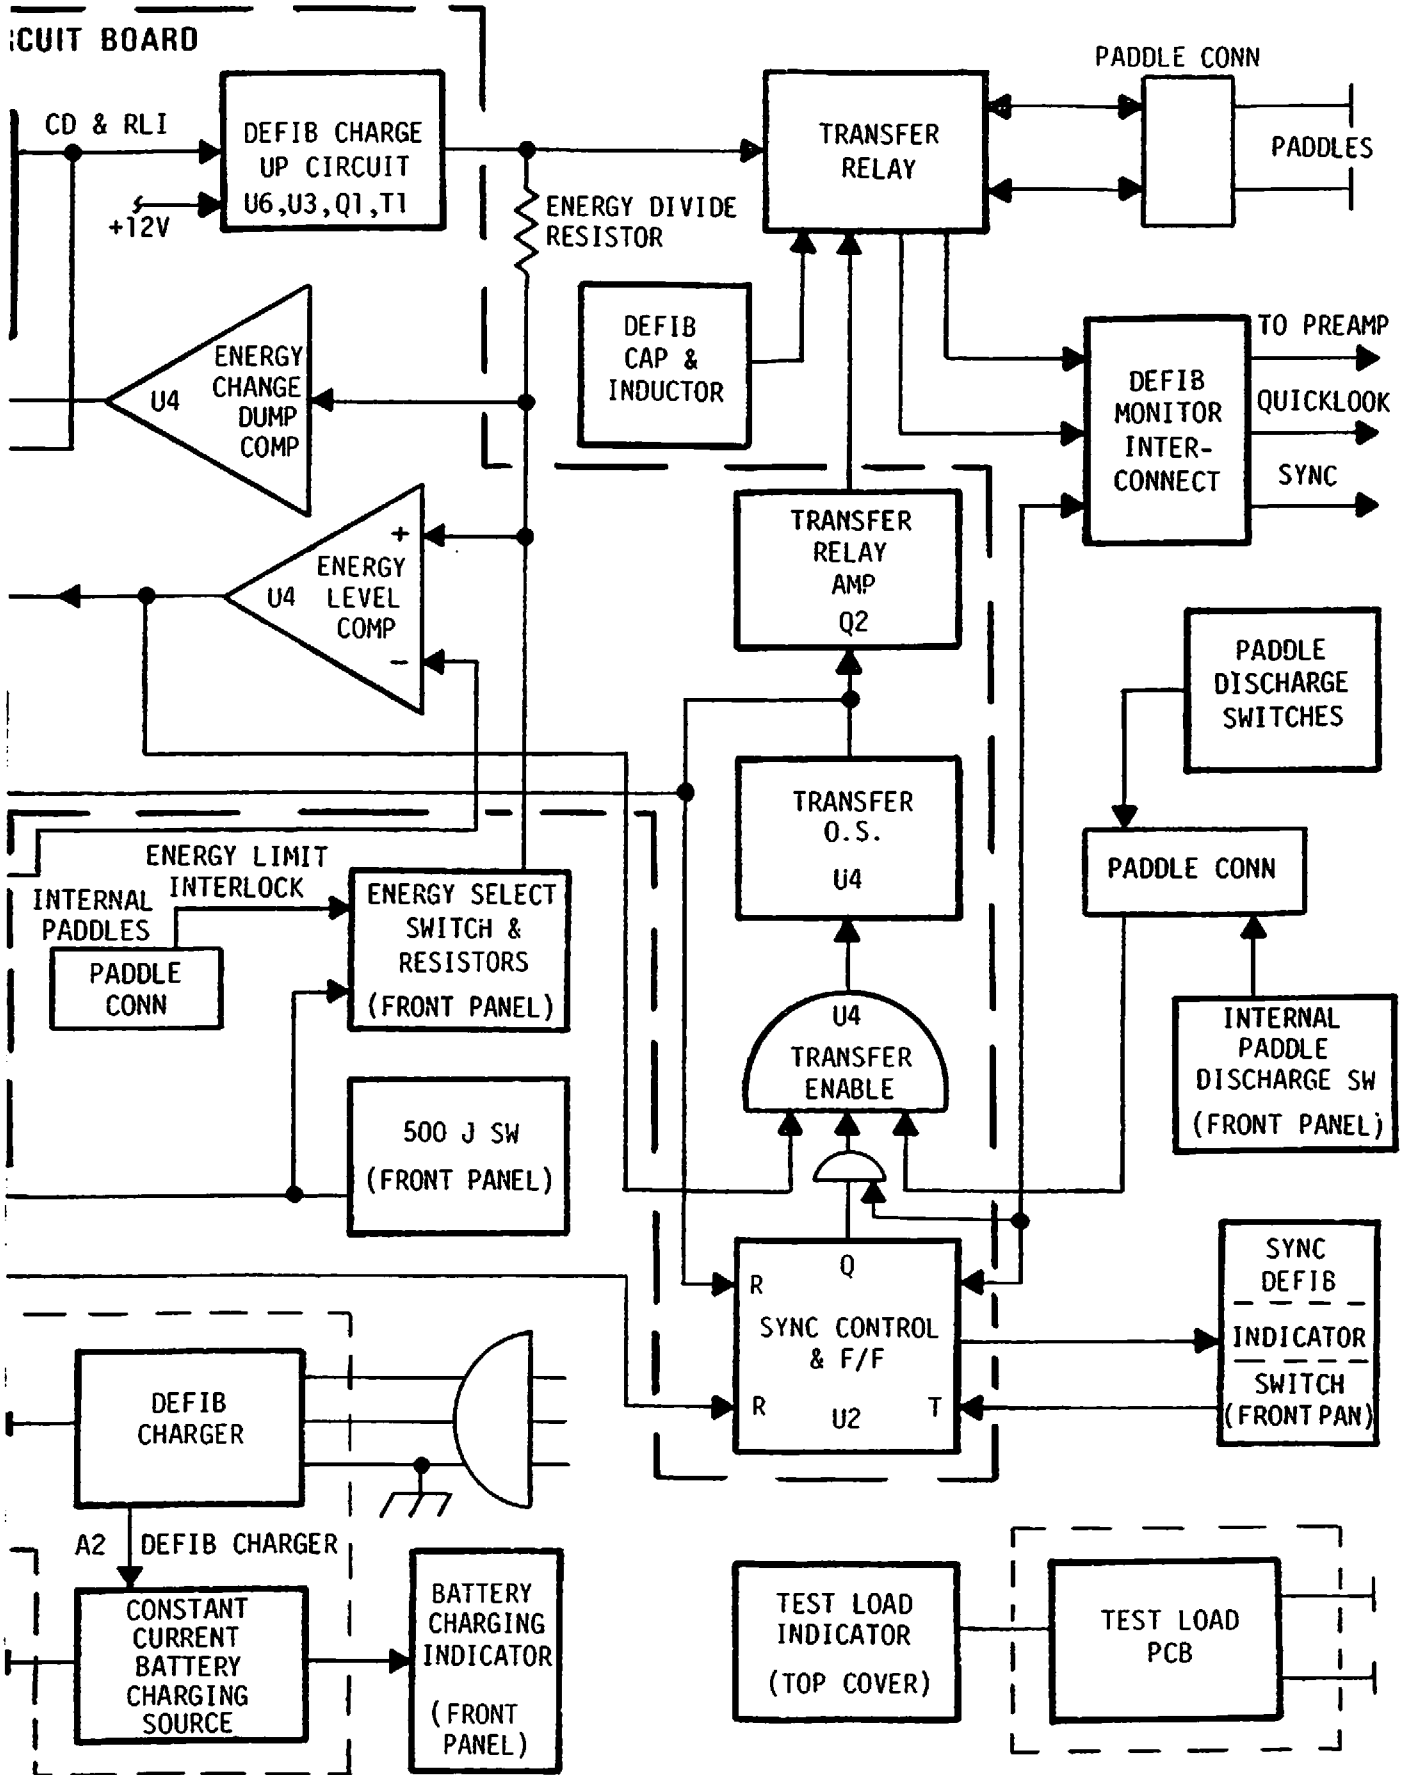 CUIT BOARD
CD & RLI
+12V
DEFIB CHARGE
UP CIRCUIT
U6,U3,Q1,T1
ENERGY DIVIDE
RESISTOR
TRANSFER
RELAY
PADDLE CONN
PADDLES
U4
ENERGY
CHANGE
DUMP
COMP
DEFIB
CAP &
INDUCTOR
DEFIB
MONITOR
INTER-
CONNECT
TO PREAMP
QUICKLOOK
SYNC
+
U4
ENERGY
LEVEL
COMP
−
TRANSFER
RELAY
AMP
Q2
PADDLE
DISCHARGE
SWITCHES
TRANSFER
O.S.
U4
PADDLE CONN
ENERGY LIMIT
INTERLOCK
INTERNAL
PADDLES
PADDLE
CONN
ENERGY SELECT
SWITCH &
RESISTORS
(FRONT PANEL)
U4
TRANSFER
ENABLE
INTERNAL
PADDLE
DISCHARGE SW
(FRONT PANEL)
500 J SW
(FRONT PANEL)
Q
R
SYNC CONTROL
& F/F
R
U2
T
SYNC
DEFIB
INDICATOR
SWITCH
(FRONT PAN)
DEFIB
CHARGER
A2
DEFIB CHARGER
CONSTANT
CURRENT
BATTERY
CHARGING
SOURCE
BATTERY
CHARGING
INDICATOR
(FRONT
PANEL)
TEST LOAD
INDICATOR
(TOP COVER)
TEST LOAD
PCB